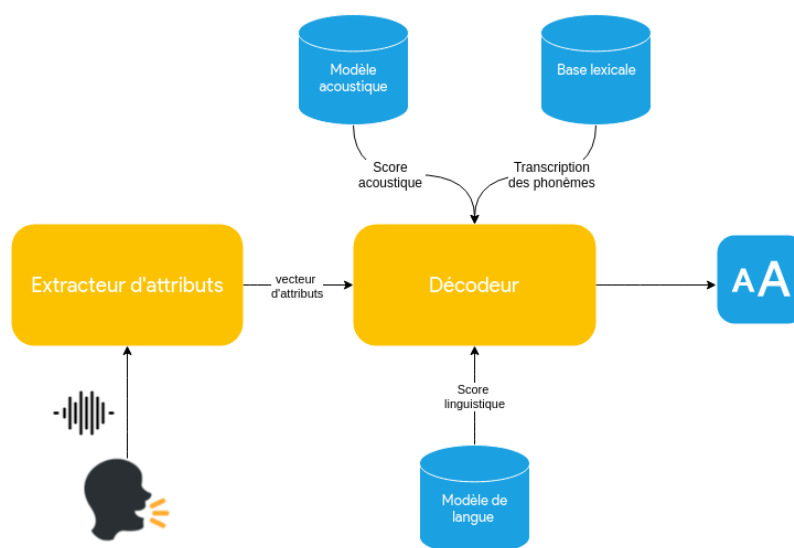 Modèle
acoustique
Base lexicale
Score
acoustique
Transcription
des phonèmes
Extracteur d'attributs
vecteur
d'attributs
Décodeur
AA
Score
linguistique
Modèle de
langue